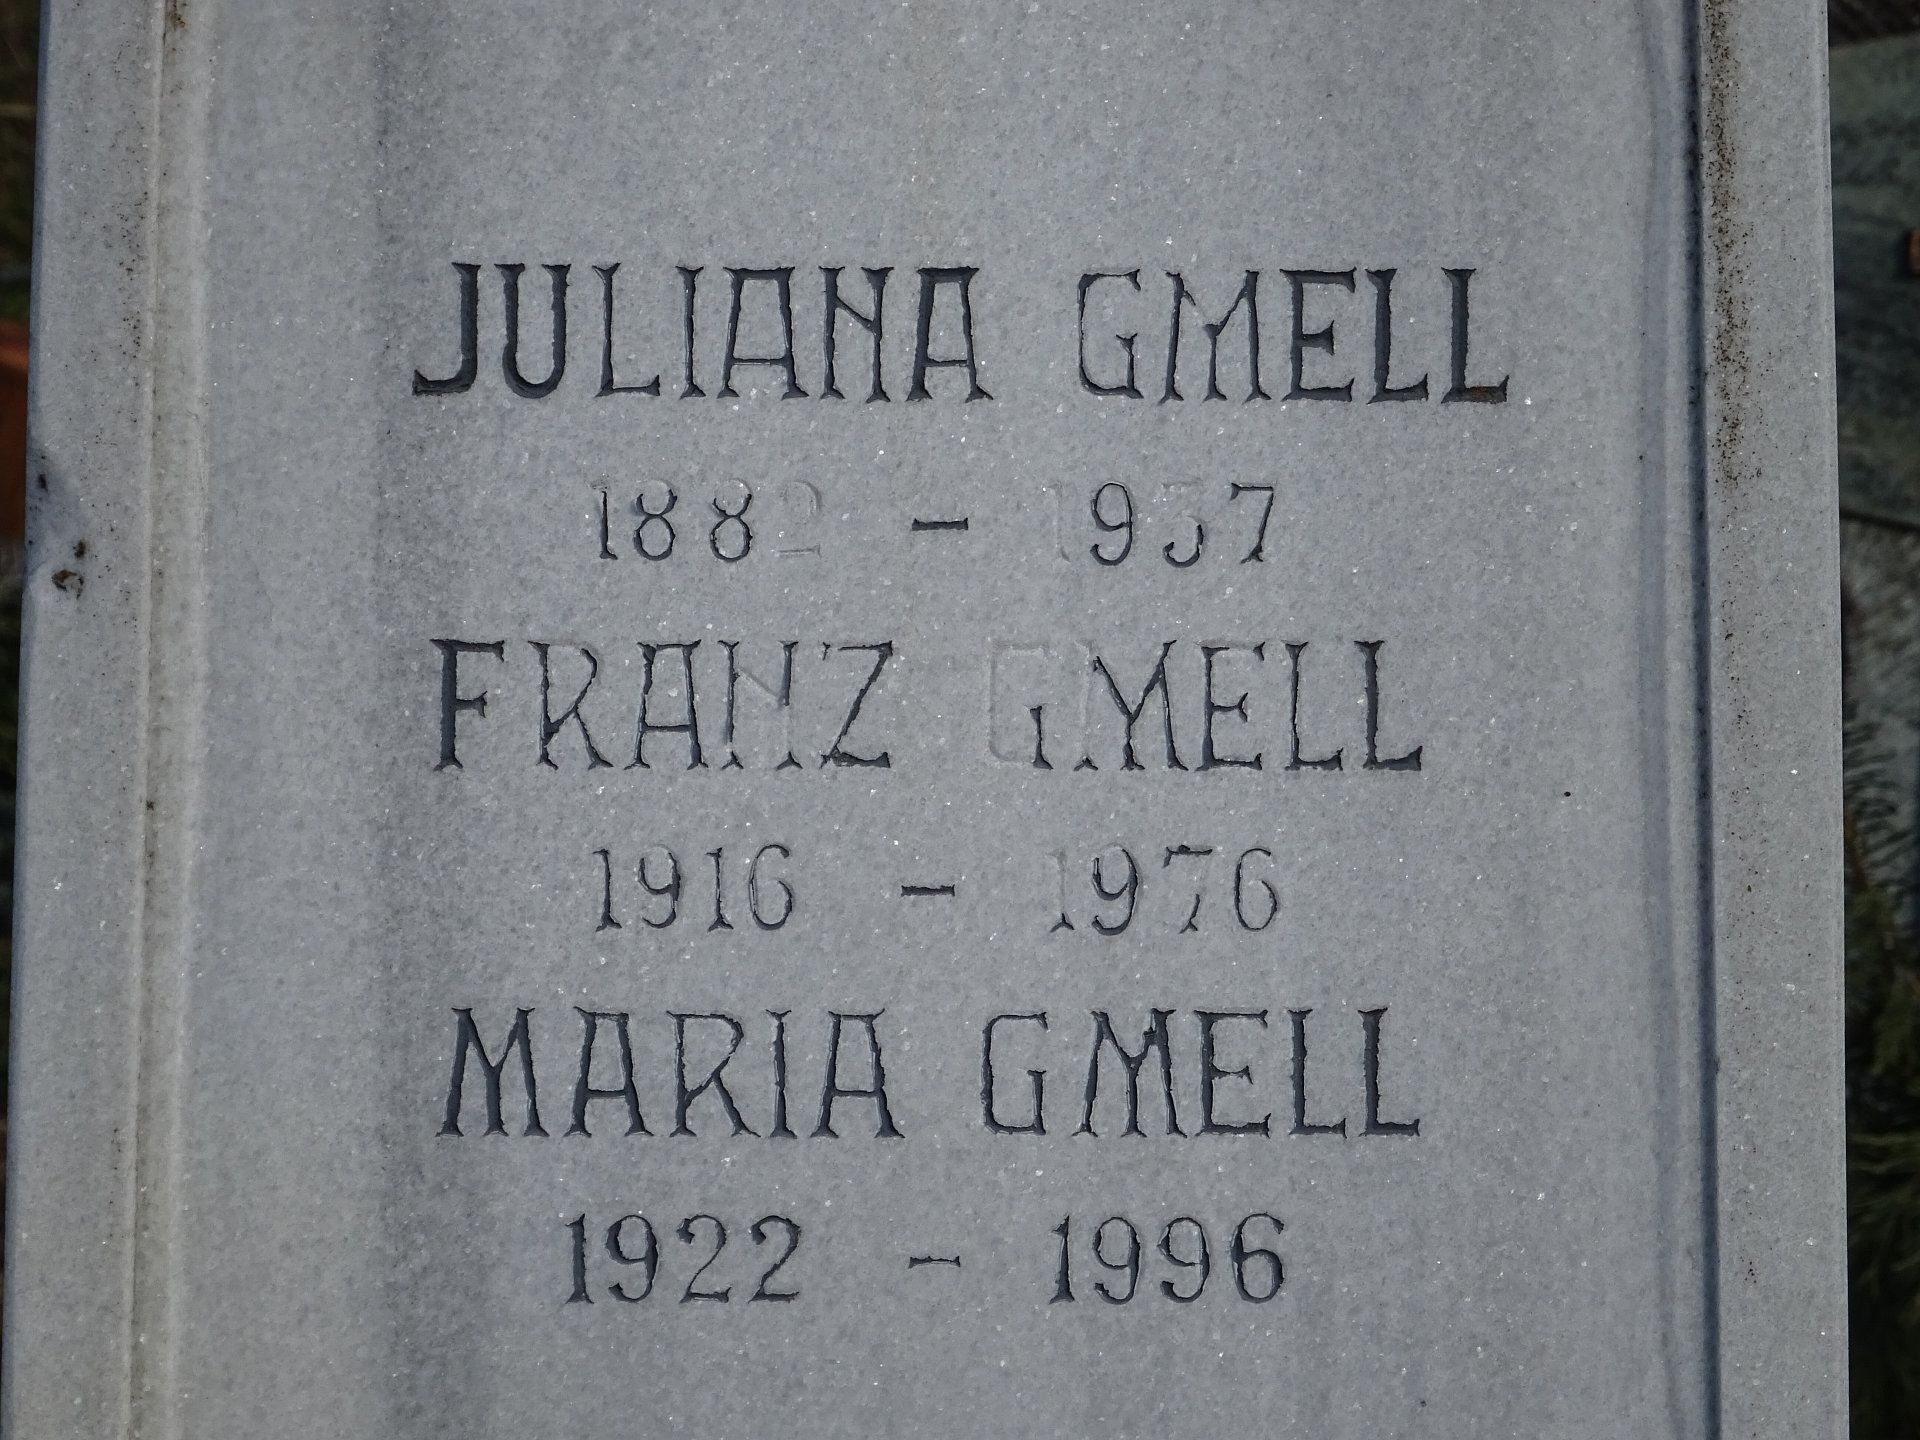 JULIANA GMELL
1882 - 1937
FRANZ GMELL
1916 - 1976
MARIA GMELL
1922 - 1996